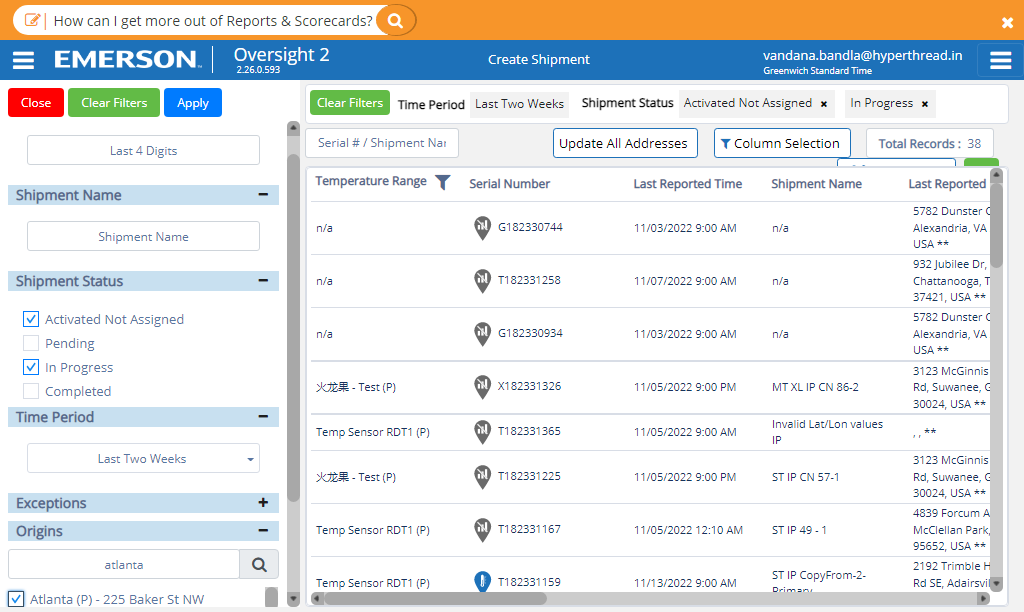 How can I get more out of Reports & Scorecards?
EMERSON
Oversight 2
2.26.0.593
Create Shipment
vandana.bandla@hyperthread.in
Greenwich Standard Time
Close
Clear Filters
Apply
Last 4 Digits
Shipment Name
Shipment Name
Shipment Status
Activated Not Assigned
Pending
In Progress
Completed
Time Period
Last Two Weeks
Exceptions
Origins
atlanta
Atlanta (P) - 225 Baker St NW
Clear Filters
Time Period
Last Two Weeks
Shipment Status
Activated Not Assigned ×
In Progress ×
Serial # / Shipment Nar
Update All Addresses
Column Selection
Total Records : 38
Temperature Range
Serial Number
Last Reported Time
Shipment Name
Last Reported
n/a
G182330744
11/03/2022 9:00 AM
n/a
5782 Dunster C
Alexandria, VA
USA **
n/a
T182331258
11/07/2022 9:00 AM
n/a
932 Jubilee Dr,
Chattanooga, T
37421, USA **
n/a
G182330934
11/03/2022 9:00 AM
n/a
5782 Dunster C
Alexandria, VA
USA **
火龙果 - Test (P)
X182331326
11/05/2022 9:00 PM
MT XL IP CN 86-2
3123 McGinnis
Rd, Suwanee, G
30024, USA **
Temp Sensor RDT1 (P)
T182331365
11/05/2022 9:00 AM
Invalid Lat/Lon values
IP
, , **
火龙果 - Test (P)
T182331225
11/05/2022 9:00 PM
ST IP CN 57-1
3123 McGinnis
Rd, Suwanee, G
30024, USA **
Temp Sensor RDT1 (P)
T182331167
11/05/2022 12:10 AM
ST IP 49 - 1
4839 Forcum A
McClellan Park,
95652, USA **
Temp Sensor RDT1 (P)
T182331159
11/13/2022 9:00 AM
ST IP CopyFrom-2-
Primary
2192 Trimble H
Rd SE, Adairsvil